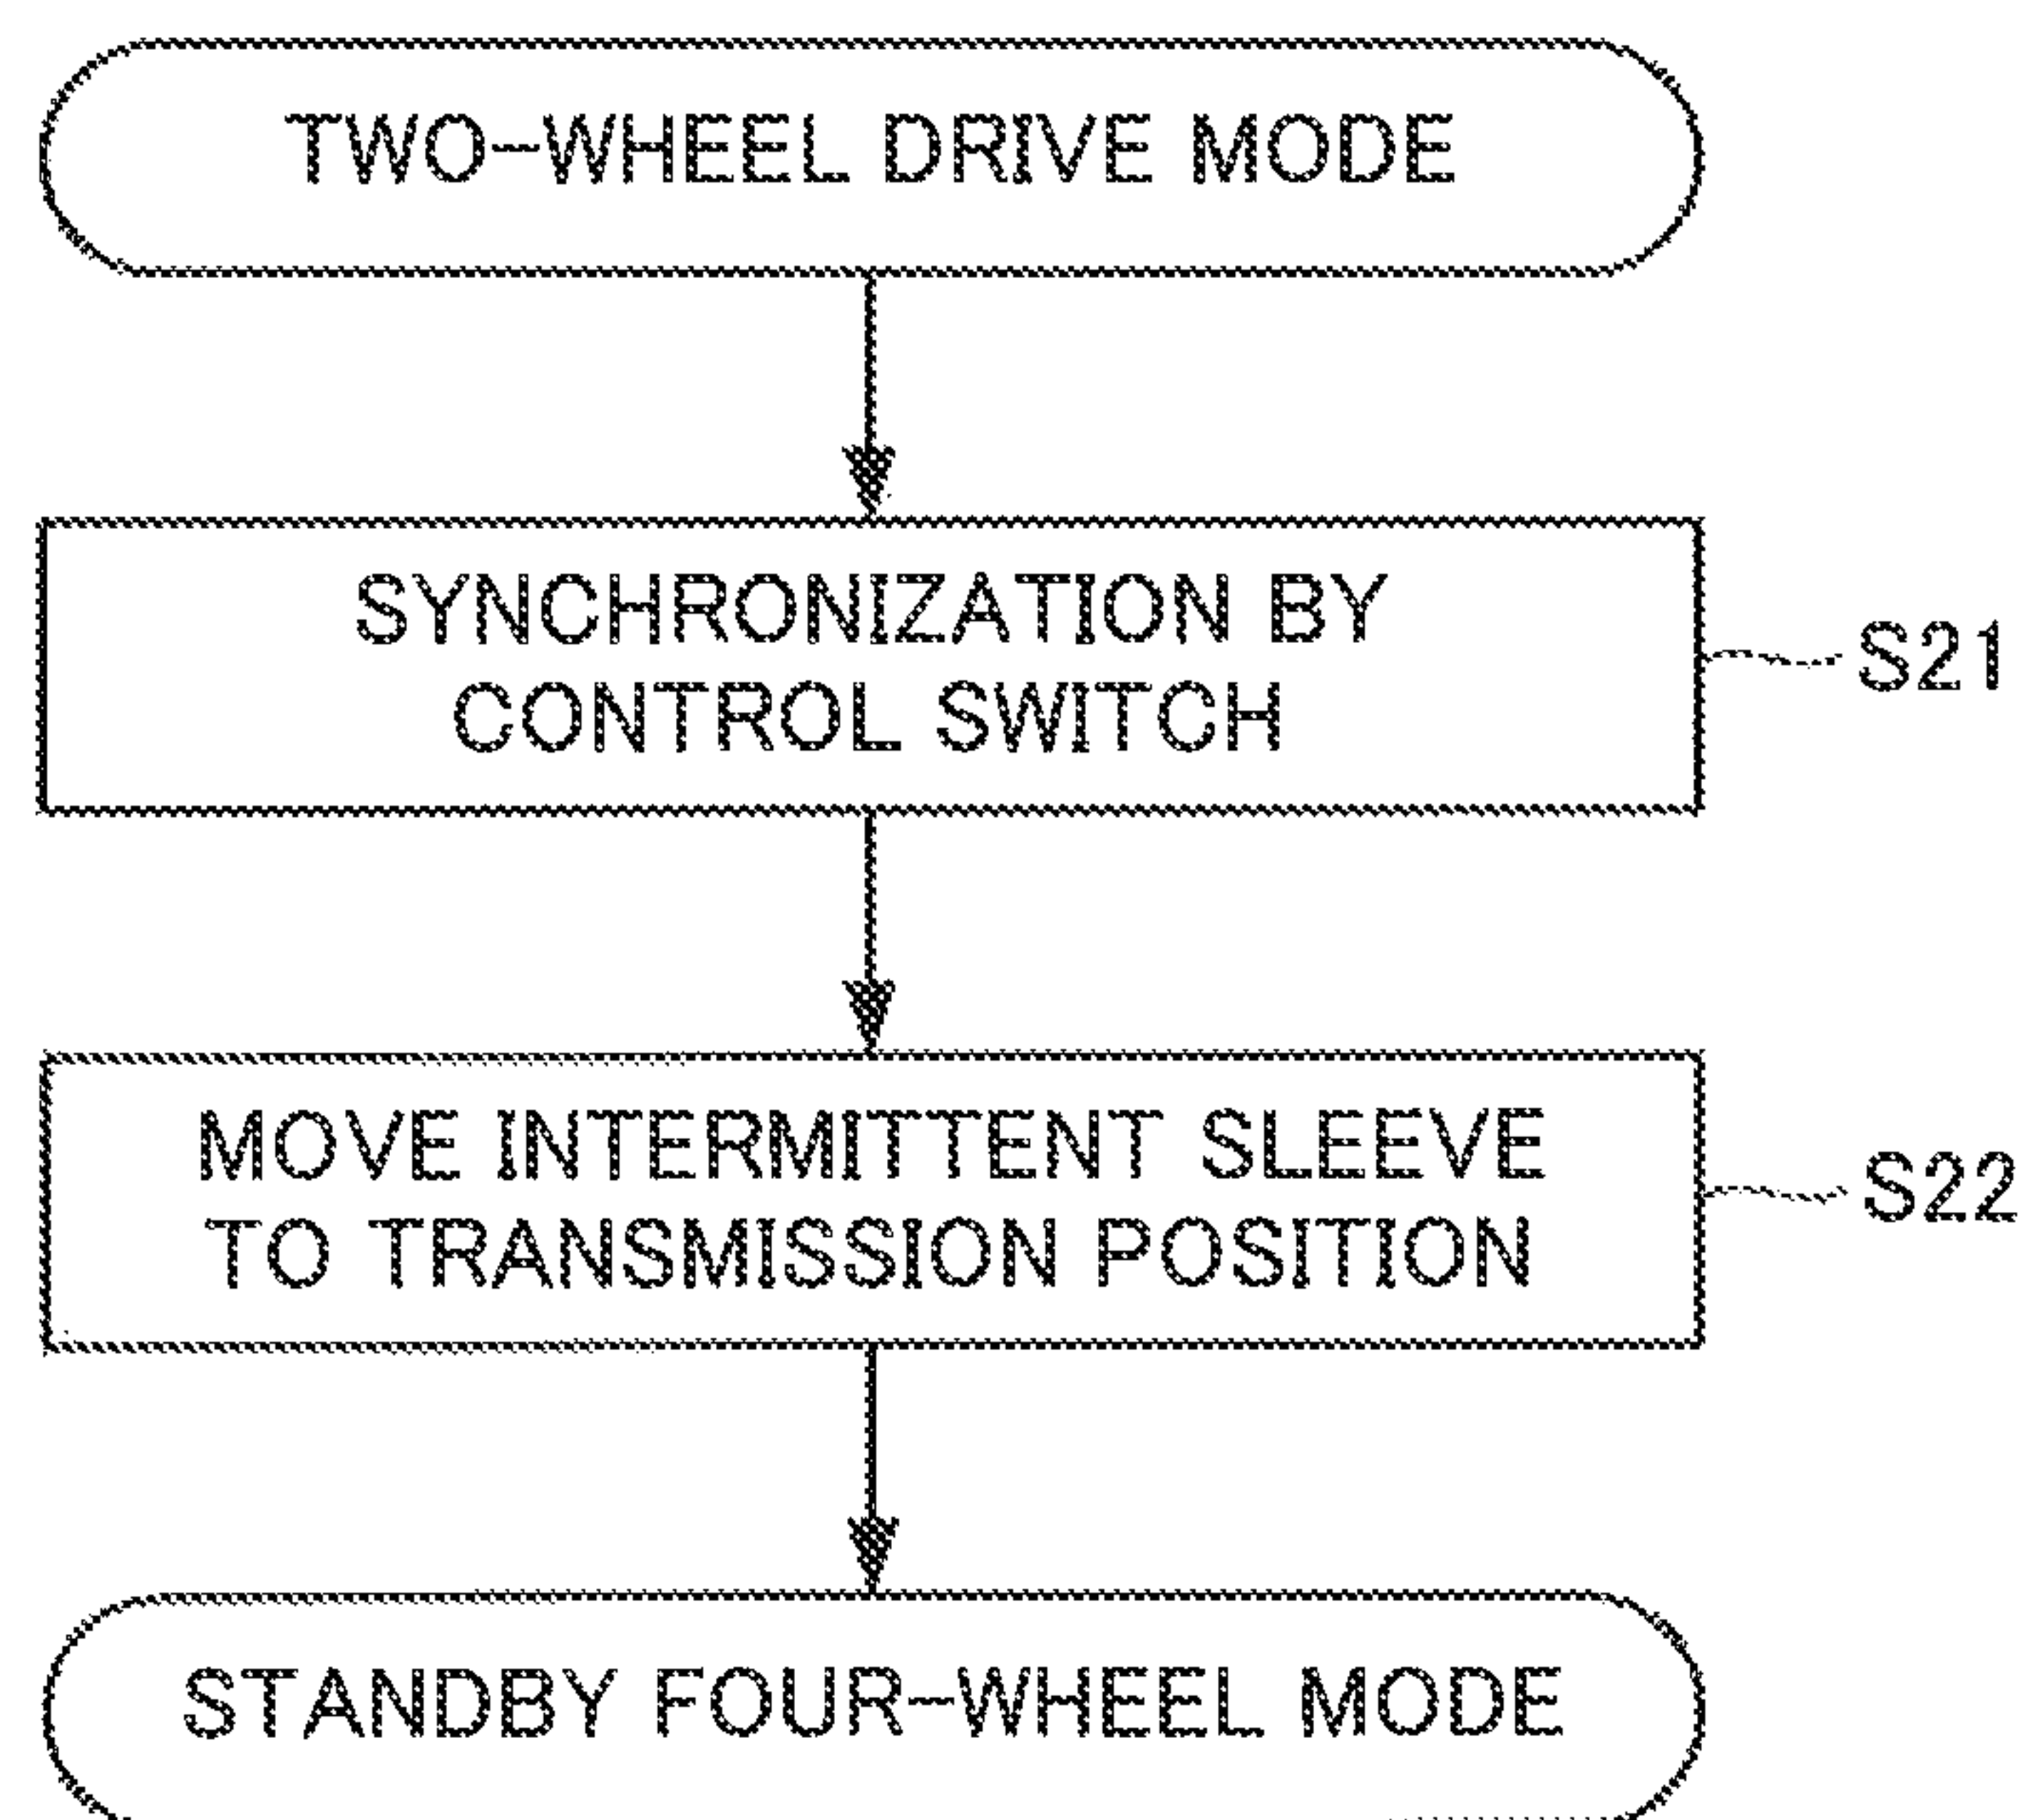 TWO-WHEEL DRIVE MODE
SYNCHRONIZATION BY
CONTROL SWITCH
S21
MOVE INTERMITTENT SLEEVE
TO TRANSMISSION POSITION
S22
STANDBY FOUR-WHEEL MODE